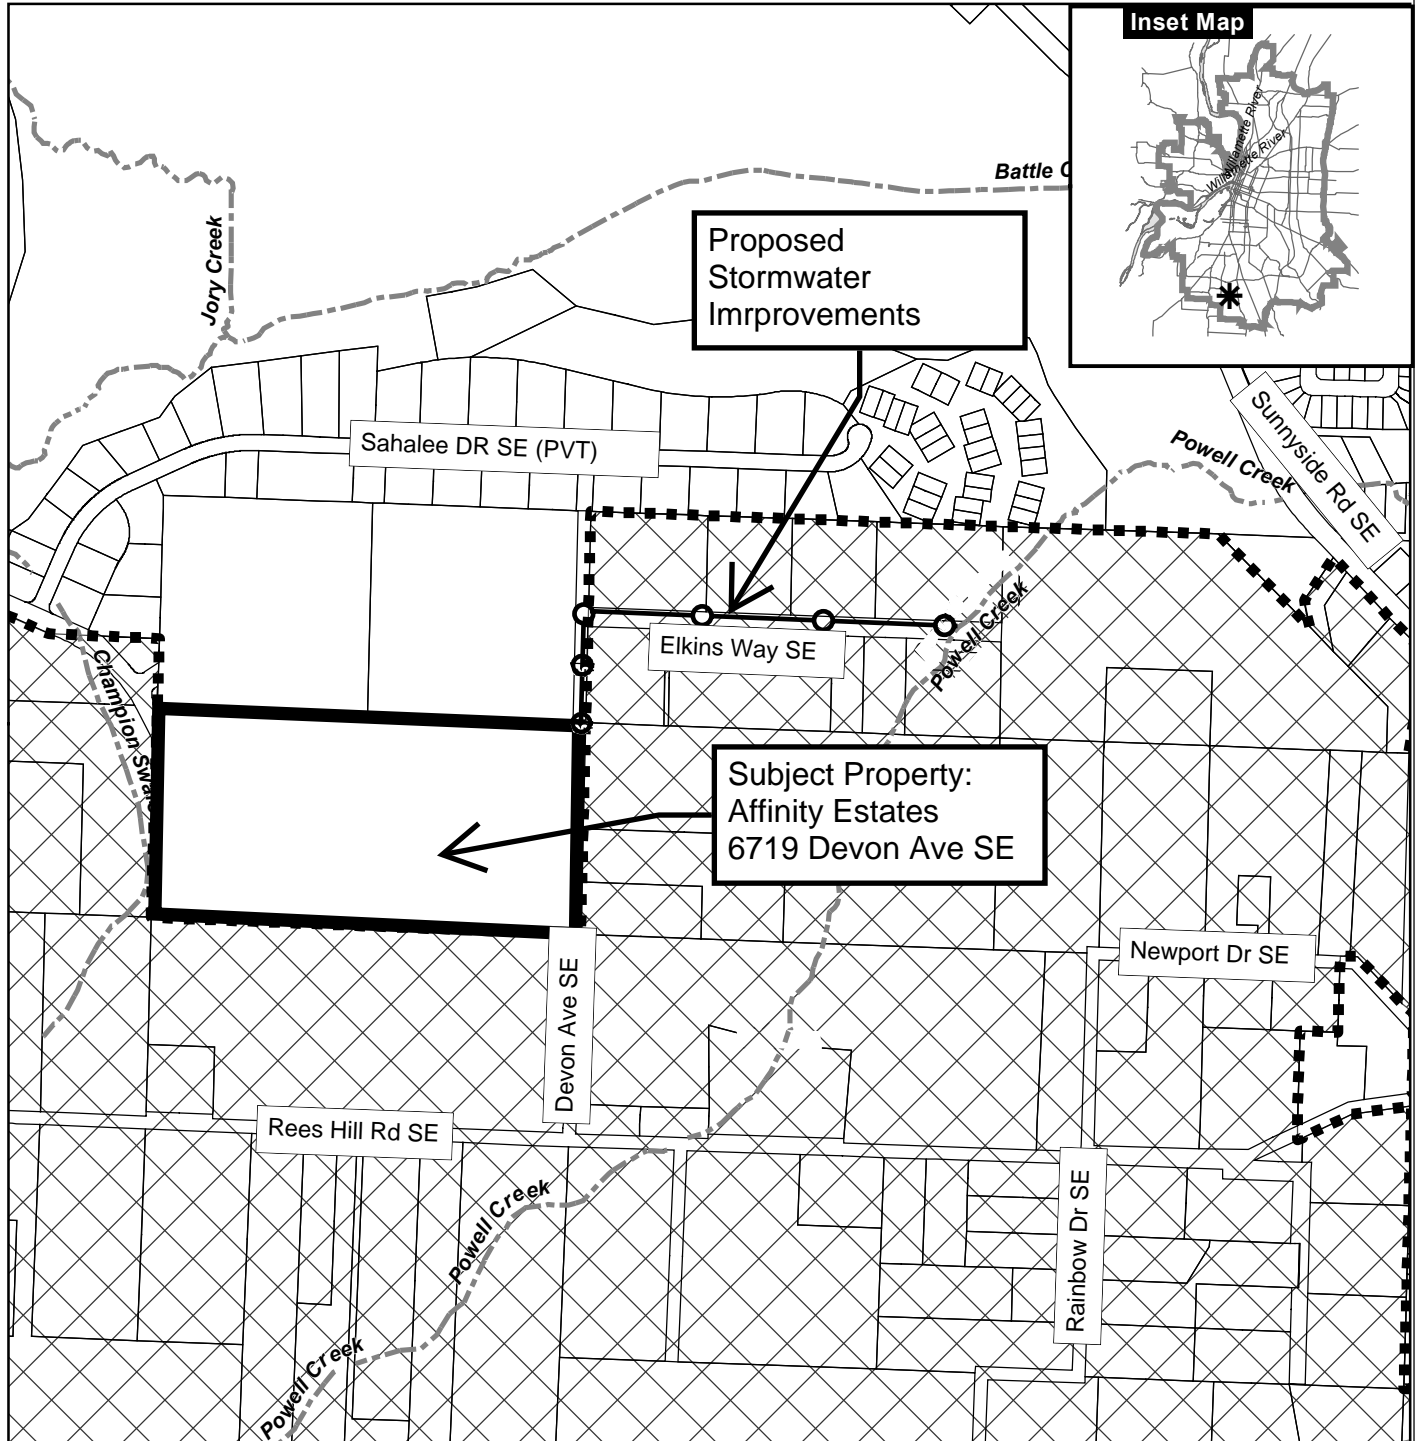 Inset Map
Willamette River
Willamette River
Battle C
Jory Creek
Proposed
Stormwater
Imrprovements
Sahalee DR SE (PVT)
Sunnyside Rd SE
Powell Creek
Powell Creek
Elkins Way SE
Champion Swal
Subject Property:
Affinity Estates
6719 Devon Ave SE
Newport Dr SE
Devon Ave SE
Rees Hill Rd SE
Rainbow Dr SE
Powell Creek
Powell Creek